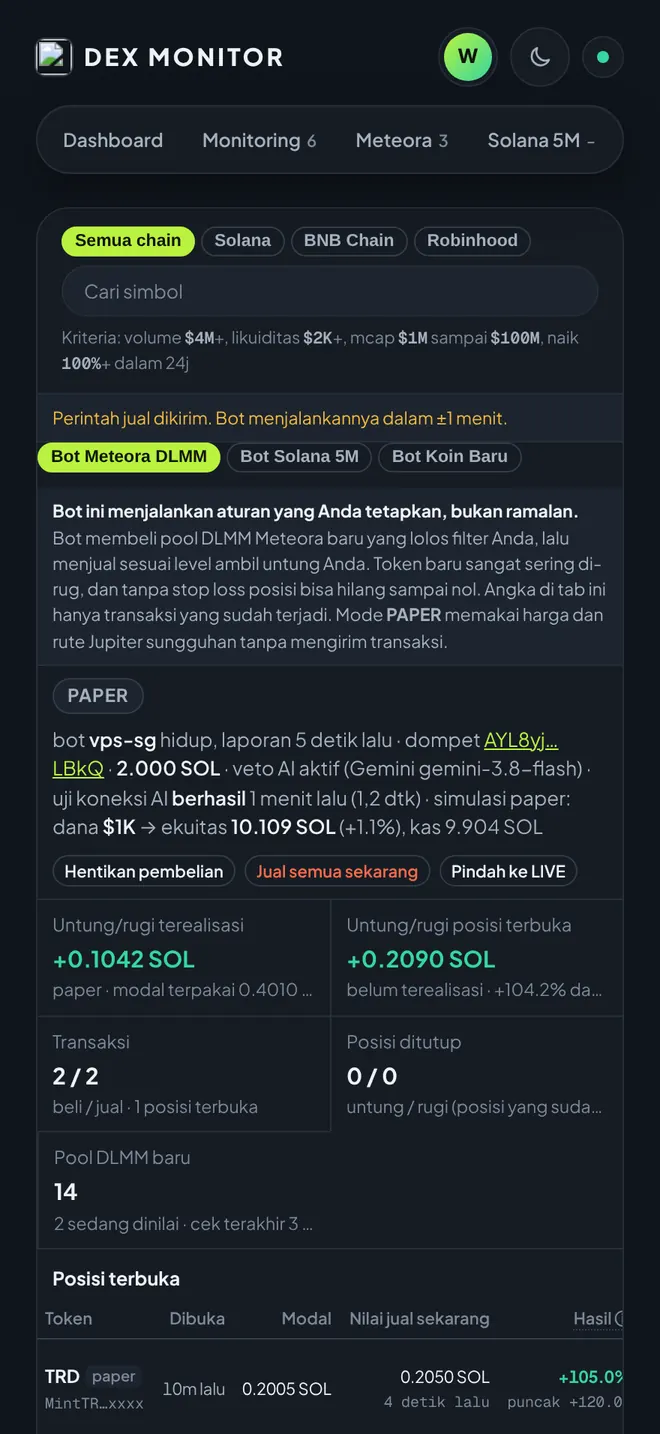 DEX MONITOR
W
Dashboard Monitoring 6 Meteora 3 Solana 5M –
Semua chain Solana BNB Chain Robinhood
Cari simbol
Kriteria: volume $4M+, likuiditas $2K+, mcap $1M sampai $100M, naik
100%+ dalam 24j
Perintah jual dikirim. Bot menjalankannya dalam ±1 menit.
Bot Meteora DLMM Bot Solana 5M Bot Koin Baru
Bot ini menjalankan aturan yang Anda tetapkan, bukan ramalan.
Bot membeli pool DLMM Meteora baru yang lolos filter Anda, lalu
menjual sesuai level ambil untung Anda. Token baru sangat sering di-
rug, dan tanpa stop loss posisi bisa hilang sampai nol. Angka di tab ini
hanya transaksi yang sudah terjadi. Mode PAPER memakai harga dan
rute Jupiter sungguhan tanpa mengirim transaksi.
PAPER
bot vps-sg hidup, laporan 5 detik lalu · dompet AYL8yj…
LBkQ · 2.000 SOL · veto AI aktif (Gemini gemini-3.8-flash) ·
uji koneksi AI berhasil 1 menit lalu (1,2 dtk) · simulasi paper:
dana $1K → ekuitas 10.109 SOL (+1.1%), kas 9.904 SOL
Hentikan pembelian Jual semua sekarang Pindah ke LIVE
Untung/rugi terealisasi
+0.1042 SOL
paper · modal terpakai 0.4010 …
Untung/rugi posisi terbuka
+0.2090 SOL
belum terealisasi · +104.2% da…
Transaksi
2 / 2
beli / jual · 1 posisi terbuka
Posisi ditutup
0 / 0
untung / rugi (posisi yang suda…
Pool DLMM baru
14
2 sedang dinilai · cek terakhir 3 …
Posisi terbuka
Token Dibuka Modal Nilai jual sekarang Hasil
TRD paper 10m lalu 0.2005 SOL 0.2050 SOL +105.0%
MintTR…xxxx 4 detik lalu puncak +120.0